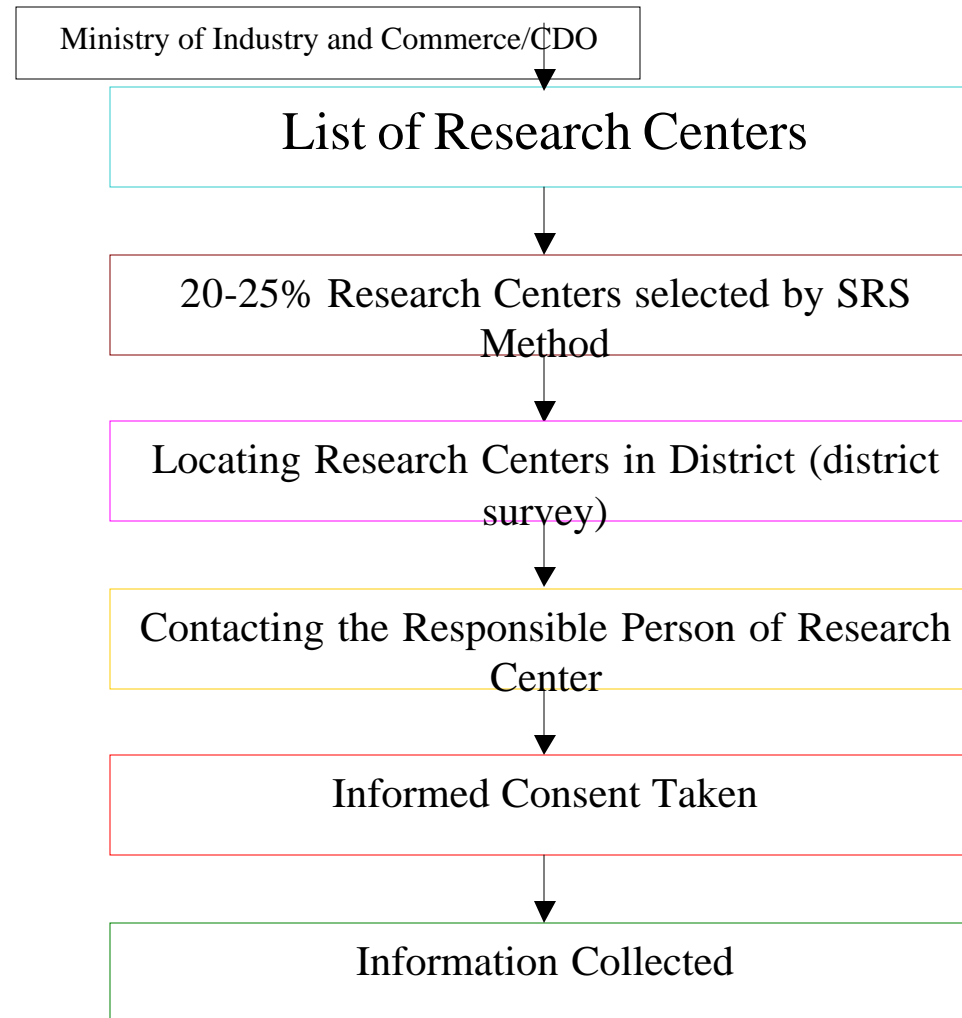 Ministry of Industry and Commerce/CDO
List of Research Centers
20-25% Research Centers selected by SRS
Method
Locating Research Centers in District (district
survey)
Contacting the Responsible Person of Research
Center
Informed Consent Taken
Information Collected